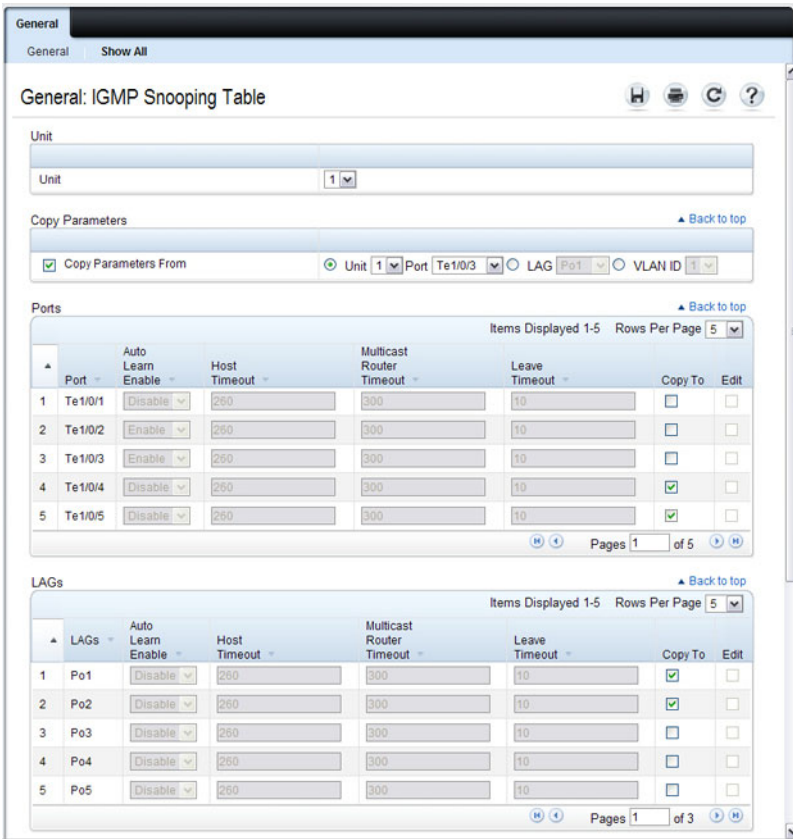 General
General Show All
General: IGMP Snooping Table
Unit
Unit 1
Copy Parameters Back to top
Copy Parameters From Unit 1 Port Te1/0/3 LAG Po1 VLAN ID 1
Ports Back to top
Items Displayed 1-5 Rows Per Page 5
Port Auto Learn Enable Host Timeout Multicast Router Timeout Leave Timeout Copy To Edit
1 Te1/0/1 Disable 260 300 10
2 Te1/0/2 Enable 260 300 10
3 Te1/0/3 Enable 260 300 10
4 Te1/0/4 Disable 260 300 10
5 Te1/0/5 Disable 260 300 10
Pages 1 of 5
LAGs Back to top
Items Displayed 1-5 Rows Per Page 5
LAGs Auto Learn Enable Host Timeout Multicast Router Timeout Leave Timeout Copy To Edit
1 Po1 Disable 260 300 10
2 Po2 Disable 260 300 10
3 Po3 Disable 260 300 10
4 Po4 Disable 260 300 10
5 Po5 Disable 260 300 10
Pages 1 of 3